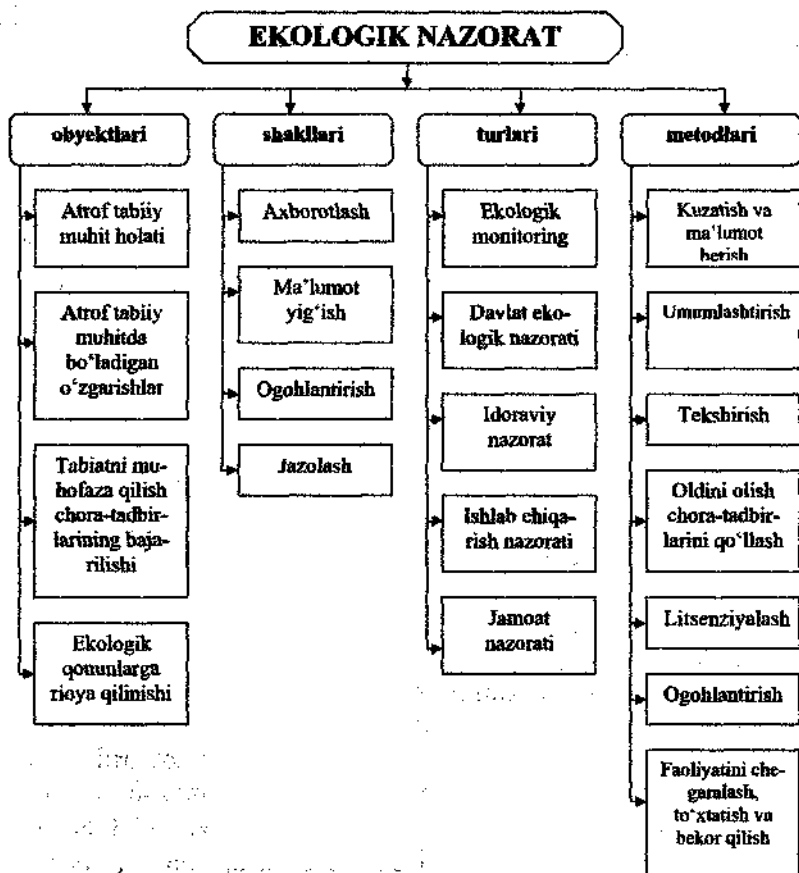 EKOLOGIK NAZORAT
obyektlari
Atrof tabiiy
muhit holati
Atrof tabiiy
muhitda
bo‘ladigan
o‘zgarishlar
Tabiatni mu-
hofaza qilish
chora-tadbir-
larining baja-
rilishi
Ekologik
qonunlarga
rioya qilinishi
shakllari
Axborotlash
Ma’lumot
yig‘ish
Ogohlantirish
Jazolash
turlari
Ekologik
monitoring
Davlat eko-
logik nazorati
Idoraviy
nazorat
Ishlab chiqa-
rish nazorati
Jamoat
nazorati
metodlari
Kuzatish va
ma’lumot
berish
Umumlashtirish
Tekshirish
Oldini olish
chora-tadbir-
larini qo‘llash
Litsenziyalash
Ogohlantirish
Faoliyatini che-
garalash,
to‘xtatish va
bekor qilish